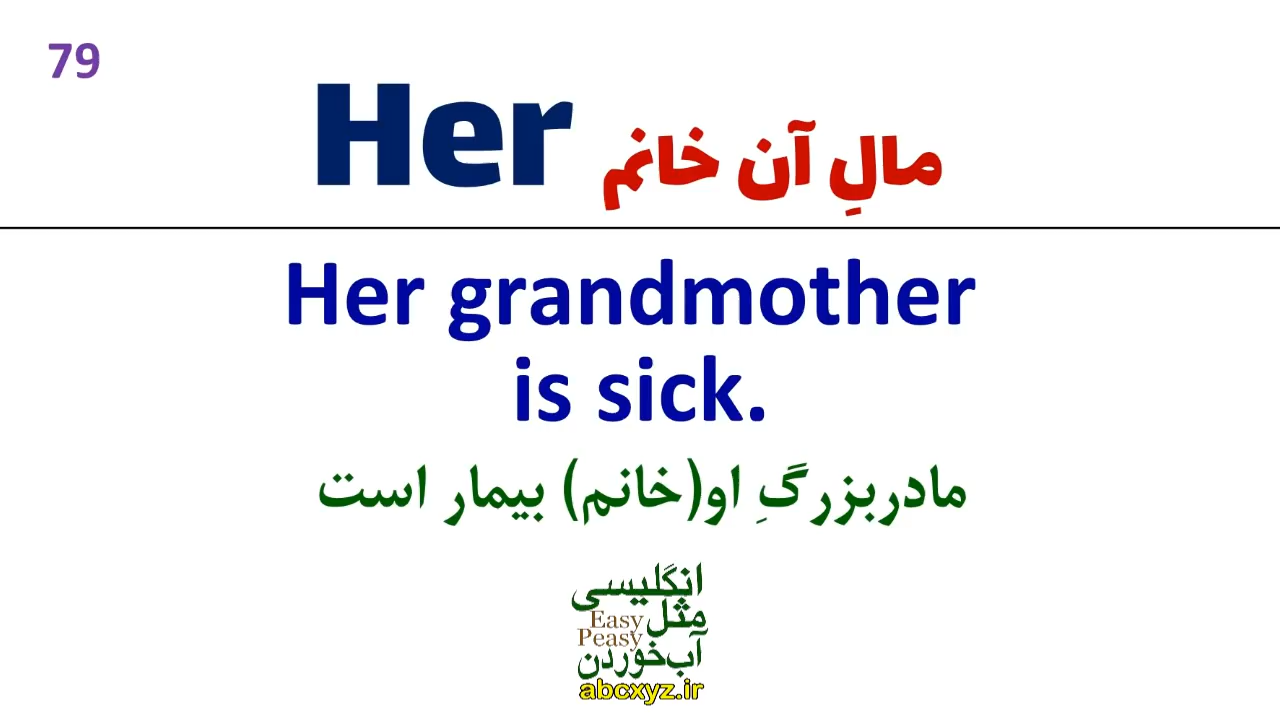 79
Her مالِ آن خانم
Her grandmother
is sick.
مادربزرگِ او(خانم) بیمار است
انگلیسی
مثل
Easy
Peasy
آب‌خوردن
abcxyz.ir